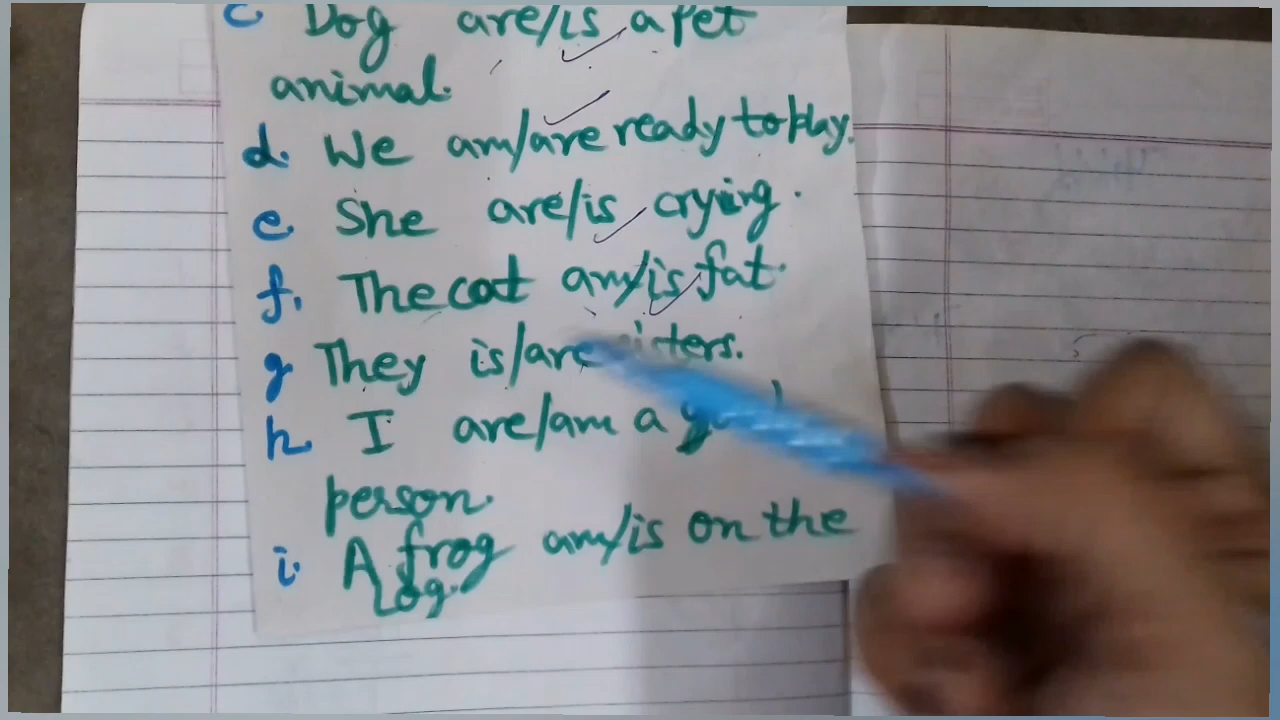 c Dog are/is a pet
animal.
d. We am/are ready to play.
e. She are/is crying.
f. The cat am/is fat.
g They is/are sisters.
h. I are/am a
person.
i. A frog am/is on the
Log.